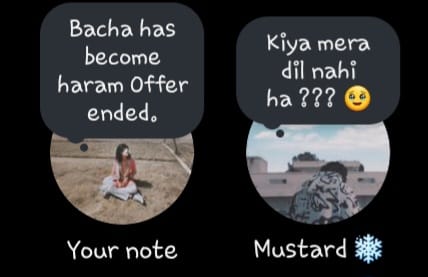 Bacha has
become
haram Offer
ended.
Your note
Kiya mera
dil nahi
ha ??? 🥹
Mustard ❄️